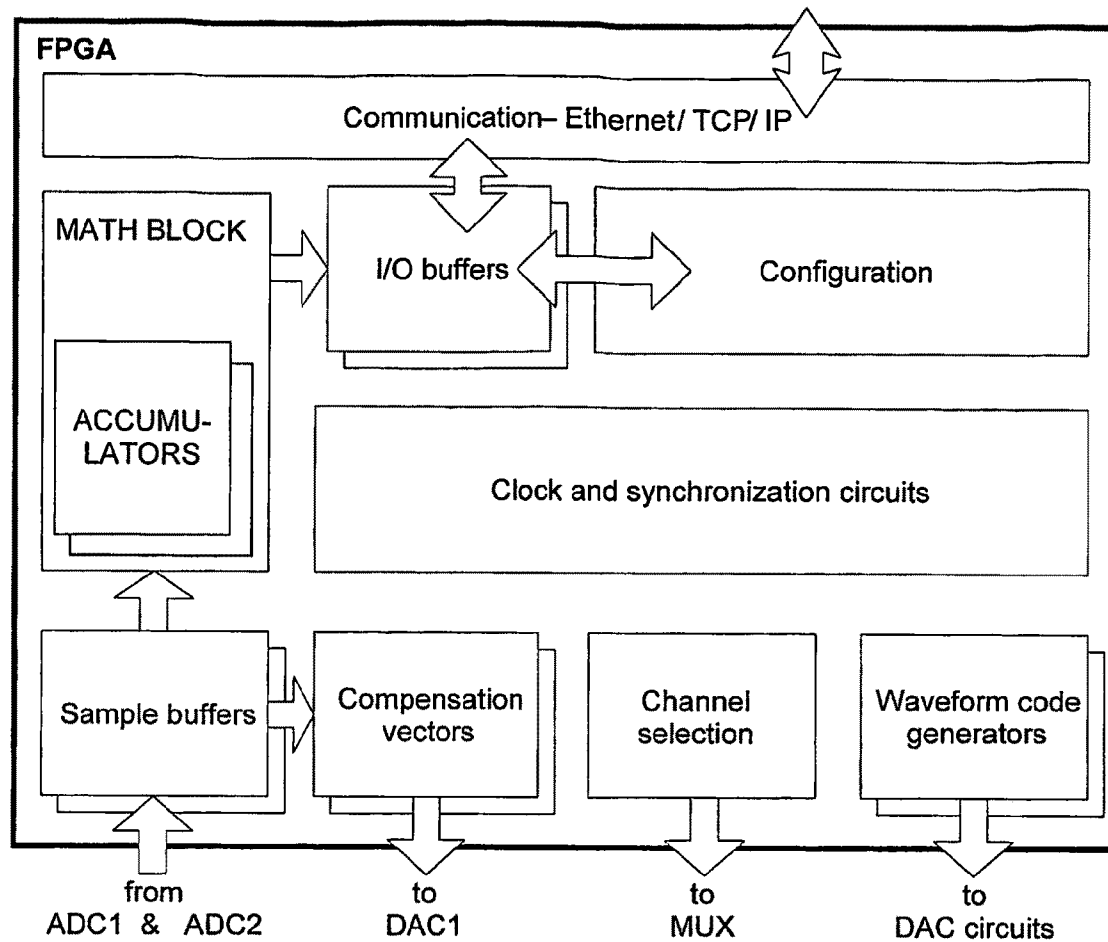 FPGA
Communication– Ethernet/ TCP/ IP
MATH BLOCK
I/O buffers
Configuration
ACCUMU-
LATORS
Clock and synchronization circuits
Sample buffers
Compensation
vectors
Channel
selection
Waveform code
generators
from
ADC1 & ADC2
to
DAC1
to
MUX
to
DAC circuits